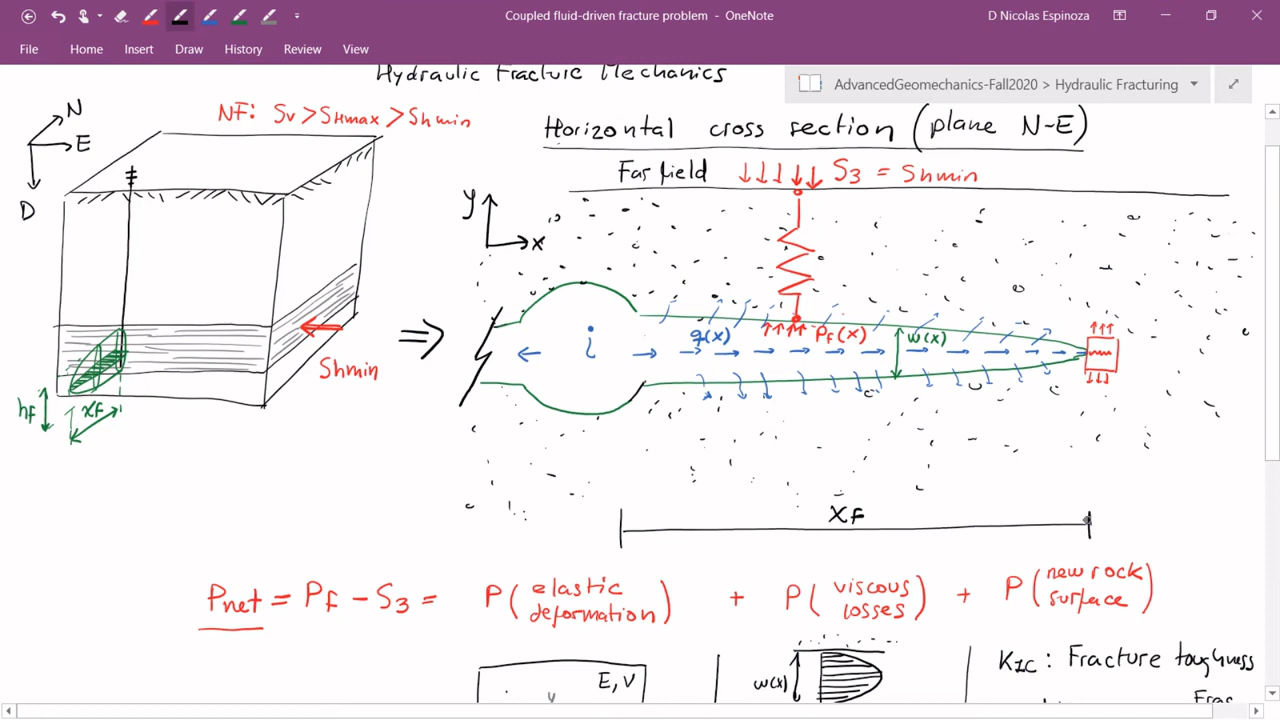 Coupled fluid-driven fracture problem - OneNote
D Nicolas Espinoza
File Home Insert Draw History Review View
AdvancedGeomechanics-Fall2020 > Hydraulic Fracturing
Hydraulic Fracture Mechanics
N
E
D
NF: Sv > SHmax > Shmin
Shmin
hf
xf
Horizontal cross section (plane N-E)
Far field
S3 = Shmin
y
x
i
q(x)
Pf(x)
w(x)
xf
Pnet = Pf - S3 = P(elastic deformation) + P(viscous losses) + P(new rock surface)
E, ν
w(x)
KIC : Fracture toughness
Frac